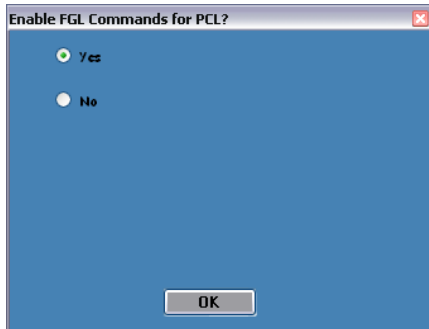 Enable FGL Commands for PCL?
Yes
No
OK